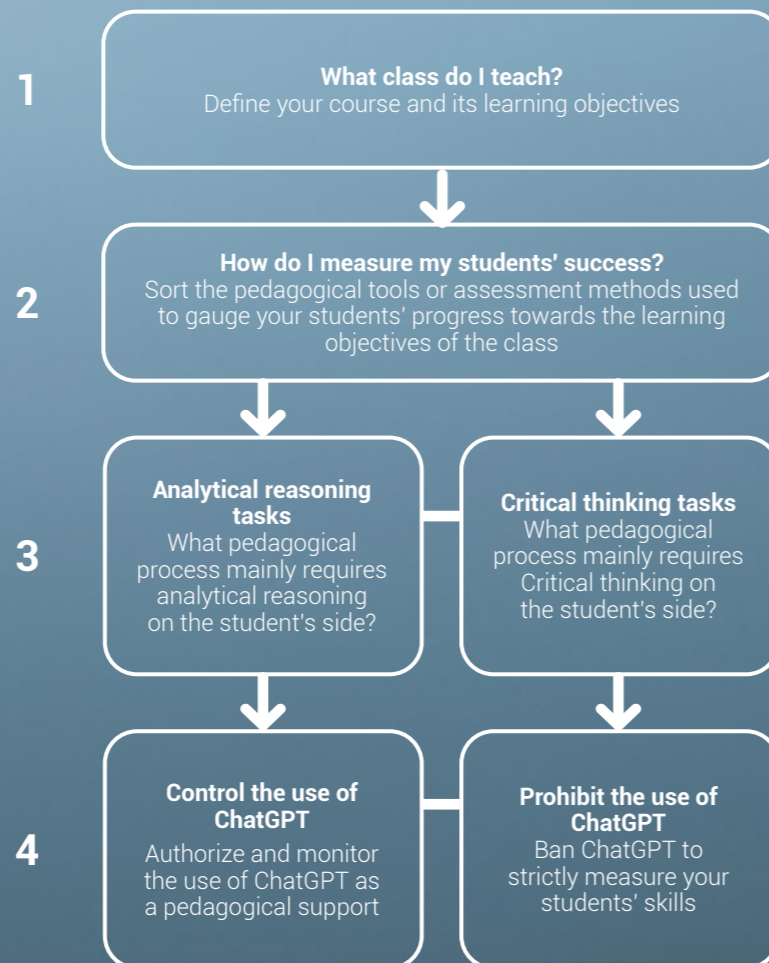 1
What class do I teach?
Define your course and its learning objectives
2
How do I measure my students' success?
Sort the pedagogical tools or assessment methods used
to gauge your students' progress towards the learning
objectives of the class
3
Analytical reasoning
tasks
What pedagogical
process mainly requires
analytical reasoning
on the student's side?
Critical thinking tasks
What pedagogical
process mainly requires
Critical thinking on
the student's side?
4
Control the use of
ChatGPT
Authorize and monitor
the use of ChatGPT as
a pedagogical support
Prohibit the use of
ChatGPT
Ban ChatGPT to
strictly measure your
students' skills